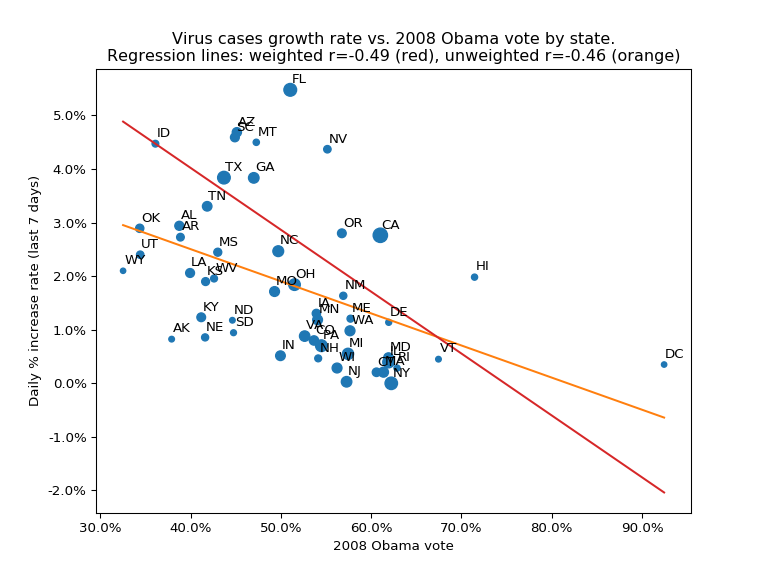 Virus cases growth rate vs. 2008 Obama vote by state.
Regression lines: weighted r=-0.49 (red), unweighted r=-0.46 (orange)
FL
5.0%
AZ
SC
ID
MT
NV
4.0%
TX
GA
TN
3.0%
OK
AL
AR
OR
CA
UT
MS
NC
WY
LA
KS
WV
HI
2.0%
MO
OH
NM
IA
MN
ME
DE
KY
ND
SD
WA
1.0%
AK
NE
VA
CO
PA
IN
NH
MI
MD
IL
RI
VT
DC
WI
CT
MA
NJ
NY
0.0%
-1.0%
-2.0%
Daily % increase rate (last 7 days)
30.0%
40.0%
50.0%
60.0%
70.0%
80.0%
90.0%
2008 Obama vote